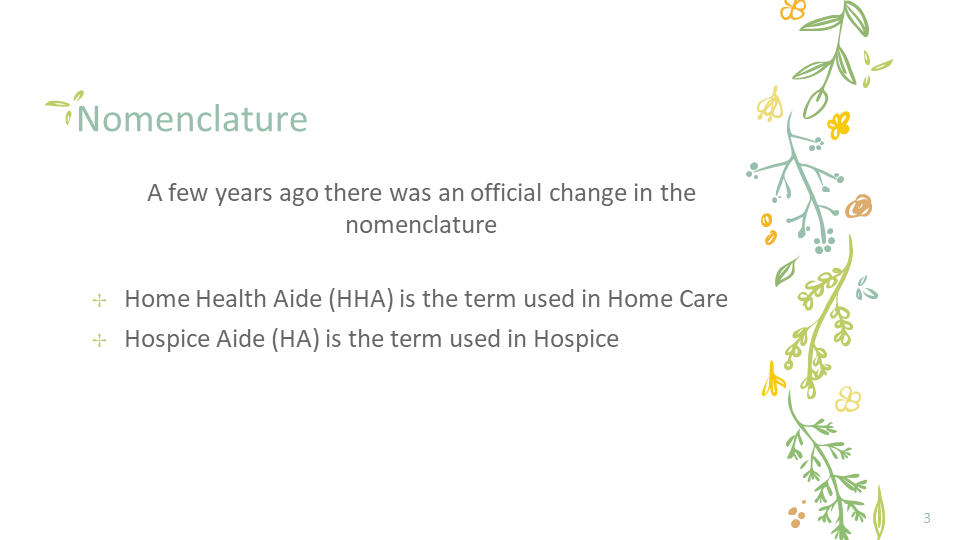 Nomenclature
A few years ago there was an official change in the
nomenclature
Home Health Aide (HHA) is the term used in Home Care
Hospice Aide (HA) is the term used in Hospice
3